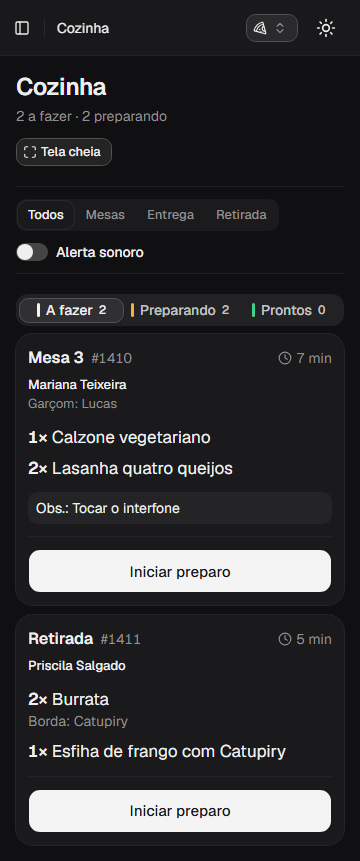 Cozinha
Cozinha
2 a fazer · 2 preparando
Tela cheia
Todos Mesas Entrega Retirada
Alerta sonoro
A fazer 2 Preparando 2 Prontos 0
Mesa 3 #1410 7 min
Mariana Teixeira
Garçom: Lucas
1× Calzone vegetariano
2× Lasanha quatro queijos
Obs.: Tocar o interfone
Iniciar preparo
Retirada #1411 5 min
Priscila Salgado
2× Burrata
Borda: Catupiry
1× Esfiha de frango com Catupiry
Iniciar preparo